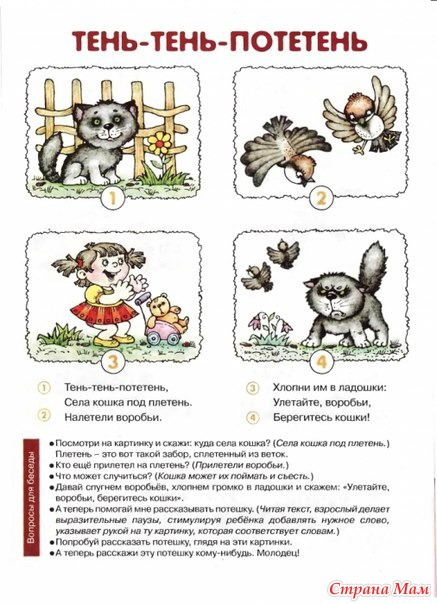 ТЕНЬ-ТЕНЬ-ПОТЕТЕНЬ
1
2
3
4
1 Тень-тень-потетень,
Села кошка под плетень.
2 Налетели воробьи.
3 Хлопни им в ладошки:
Улетайте, воробьи,
4 Берегитесь кошки!
Вопросы для беседы
● Посмотри на картинку и скажи: куда села кошка? (Села кошка под плетень.)
Плетень – это вот такой забор, сплетенный из веток.
● Кто ещё прилетел на плетень? (Прилетели воробьи.)
● Что может случиться? (Кошка может их поймать и съесть.)
● Давай спугнем воробьёв, хлопнем громко в ладошки и скажем: «Улетайте,
воробьи, берегитесь кошки».
● А теперь помогай мне рассказывать потешку. (Читая текст, взрослый делает
выразительные паузы, стимулируя ребёнка добавлять нужное слово,
указывает рукой на ту картинку, которая соответствует словам.)
● Попробуй рассказать потешку, глядя на эти картинки.
● А теперь расскажи эту потешку кому-нибудь. Молодец!
Страна Мам